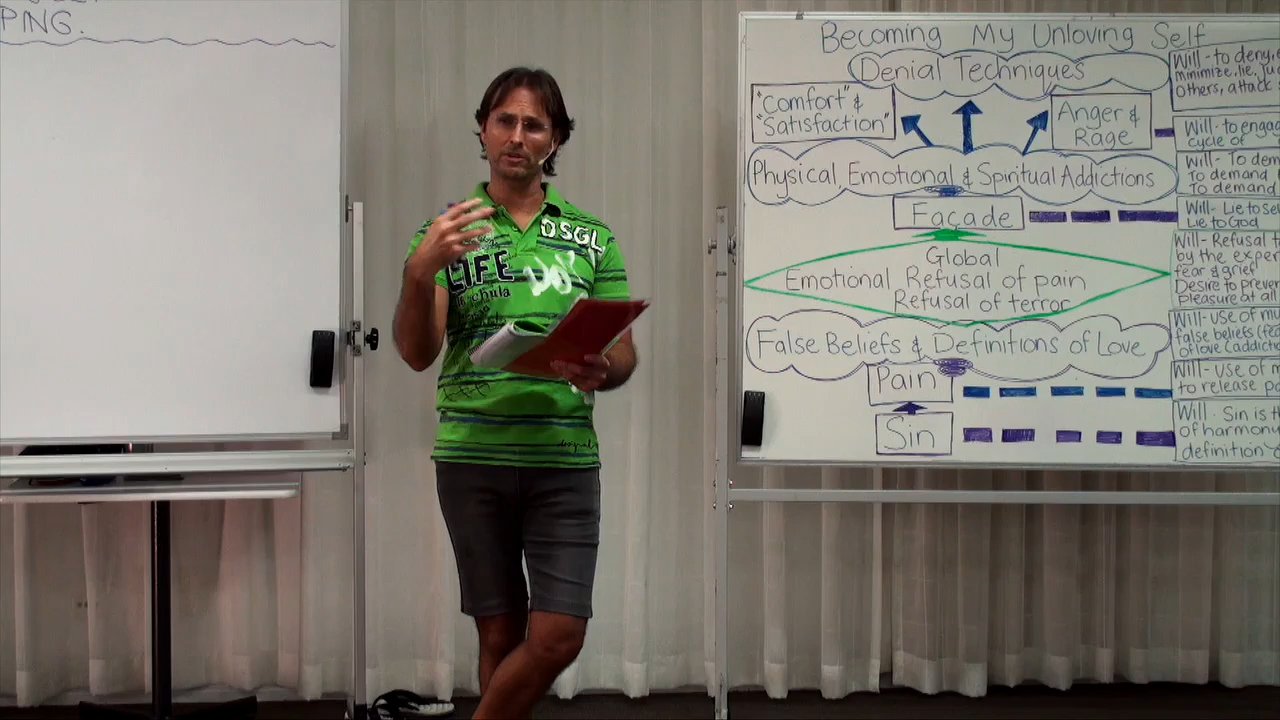 PING.
LIFE
DSGL
Becoming My Unloving Self
Denial Techniques
"Comfort" &
"Satisfaction"
Anger &
Rage
Physical, Emotional & Spiritual Addictions
Façade
Global
Emotional Refusal of pain
Refusal of terror
False Beliefs & Definitions of Love
Pain
Sin
Will - to deny,
minimize, lie,
others, attack
Will - to engag
cycle of
Will - To dem
To demand
To demand
Will - Lie to sel
Lie to God
Will - Refusal t
by the exper
fear & grief
Desire to preven
pleasure at all
Will - use of
false beliefs
of love (addictio
Will - use of
to release p
Will - Sin is th
of harmony
definition